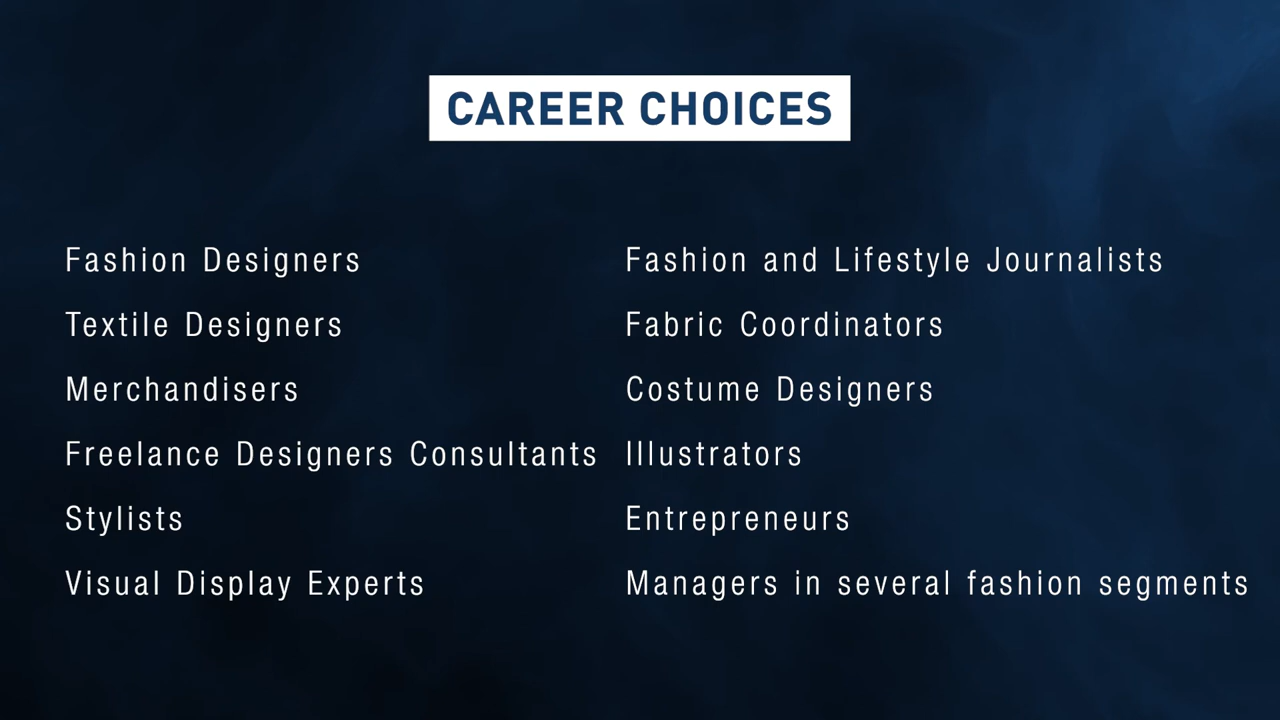 CAREER CHOICES
Fashion Designers
Textile Designers
Merchandisers
Freelance Designers Consultants
Stylists
Visual Display Experts
Fashion and Lifestyle Journalists
Fabric Coordinators
Costume Designers
Illustrators
Entrepreneurs
Managers in several fashion segments